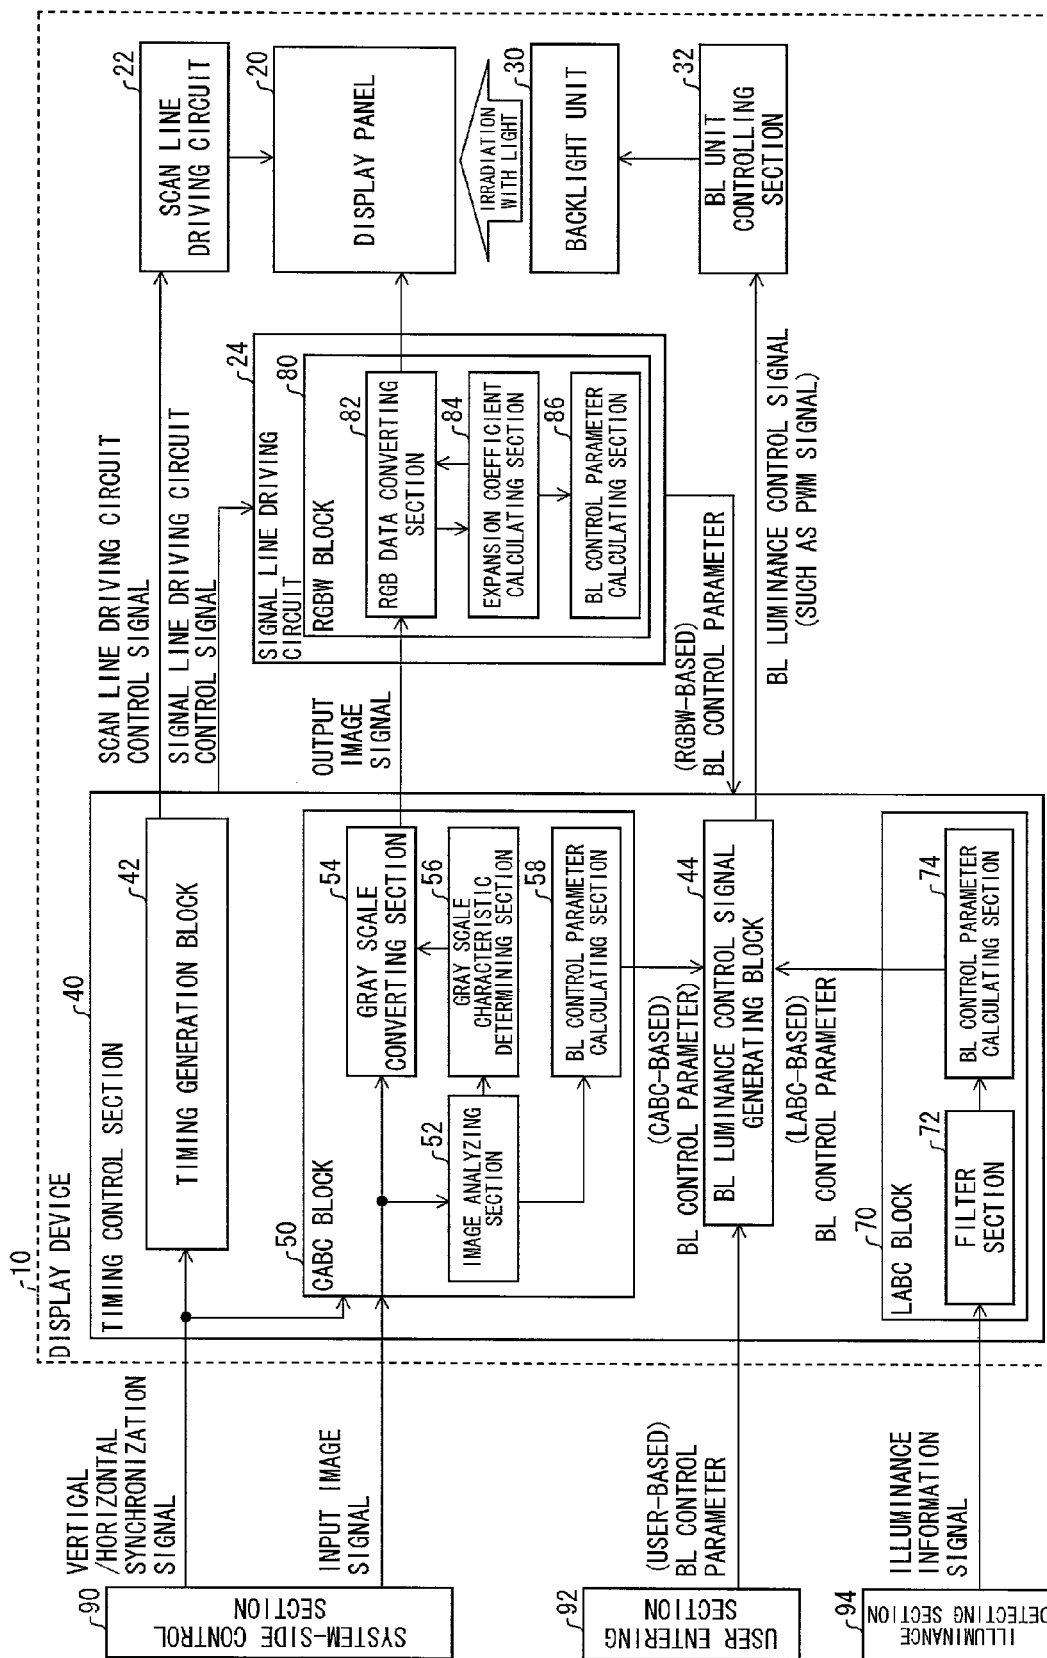 10
DISPLAY DEVICE
40
TIMING CONTROL SECTION
42
TIMING GENERATION BLOCK
50
CABC BLOCK
52
IMAGE ANALYZING
SECTION
54
GRAY SCALE
CONVERTING SECTION
56
GRAY SCALE
CHARACTERISTIC
DETERMINING SECTION
58
BL CONTROL PARAMETER
CALCULATING SECTION
(CABC-BASED)
BL CONTROL PARAMETER)
44
BL LUMINANCE CONTROL SIGNAL
GENERATING BLOCK
(LABC-BASED)
BL CONTROL PARAMETER
70
LABC BLOCK
72
FILTER
SECTION
74
BL CONTROL PARAMETER
CALCULATING SECTION
90
SYSTEM-SIDE CONTROL
SECTION
VERTICAL
/HORIZONTAL
SYNCHRONIZATION
SIGNAL
INPUT IMAGE
SIGNAL
92
USER ENTERING
SECTION
(USER-BASED)
BL CONTROL
PARAMETER
94
ILLUMINANCE
DETECTING SECTION
ILLUMINANCE
INFORMATION
SIGNAL
SCAN LINE DRIVING CIRCUIT
CONTROL SIGNAL
SIGNAL LINE DRIVING CIRCUIT
CONTROL SIGNAL
OUTPUT
IMAGE
SIGNAL
24
SIGNAL LINE DRIVING
CIRCUIT
80
RGBW BLOCK
82
RGB DATA CONVERTING
SECTION
84
EXPANSION COEFFICIENT
CALCULATING SECTION
86
BL CONTROL PARAMETER
CALCULATING SECTION
(RGBW-BASED)
BL CONTROL PARAMETER
BL LUMINANCE CONTROL SIGNAL
(SUCH AS PWM SIGNAL)
22
SCAN LINE
DRIVING CIRCUIT
20
DISPLAY PANEL
IRRADIATION
WITH LIGHT
30
BACKLIGHT UNIT
32
BL UNIT
CONTROLLING
SECTION